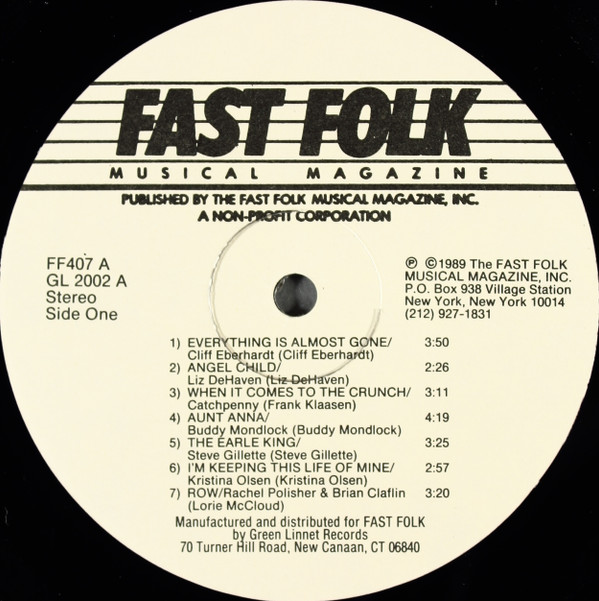 FAST FOLK
MUSICAL MAGAZINE
PUBLISHED BY THE FAST FOLK MUSICAL MAGAZINE, INC.
A NON-PROFIT CORPORATION
FF407 A
GL 2002 A
Stereo
Side One
℗ ©1989 The FAST FOLK
MUSICAL MAGAZINE, INC.
P.O. Box 938 Village Station
New York, New York 10014
(212) 927-1831
1) EVERYTHING IS ALMOST GONE/ 3:50
Cliff Eberhardt (Cliff Eberhardt)
2) ANGEL CHILD/ 2:26
Liz DeHaven (Liz DeHaven)
3) WHEN IT COMES TO THE CRUNCH/ 3:11
Catchpenny (Frank Klaasen)
4) AUNT ANNA/ 4:19
Buddy Mondlock (Buddy Mondlock)
5) THE EARLE KING/ 3:25
Steve Gillette (Steve Gillette)
6) I'M KEEPING THIS LIFE OF MINE/ 2:57
Kristina Olsen (Kristina Olsen)
7) ROW/Rachel Polisher & Brian Claflin 3:20
(Lorie McCloud)
Manufactured and distributed for FAST FOLK
by Green Linnet Records
70 Turner Hill Road, New Canaan, CT 06840